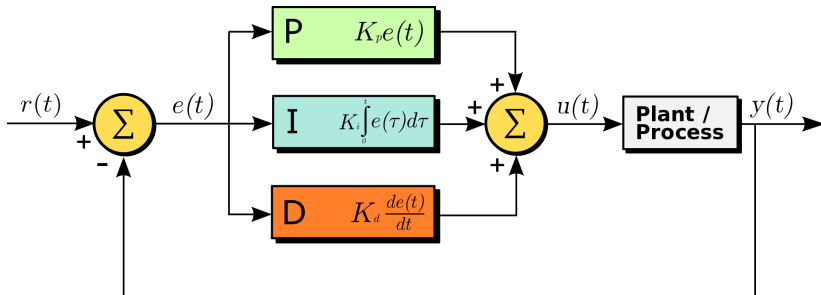 r(t)
+
-
Σ
e(t)
P K_p e(t)
I K_i ∫_0^t e(τ)dτ
D K_d de(t)/dt
+
+
+
Σ
u(t)
Plant /
Process
y(t)